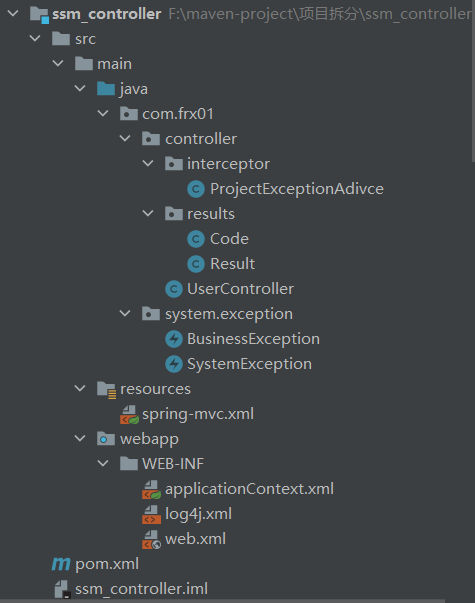 ssm_controller F:\maven-project\项目拆分\ssm_controller
src
main
java
com.frx01
controller
interceptor
ProjectExceptionAdivce
results
Code
Result
UserController
system.exception
BusinessException
SystemException
resources
spring-mvc.xml
webapp
WEB-INF
applicationContext.xml
log4j.xml
web.xml
pom.xml
ssm_controller.iml